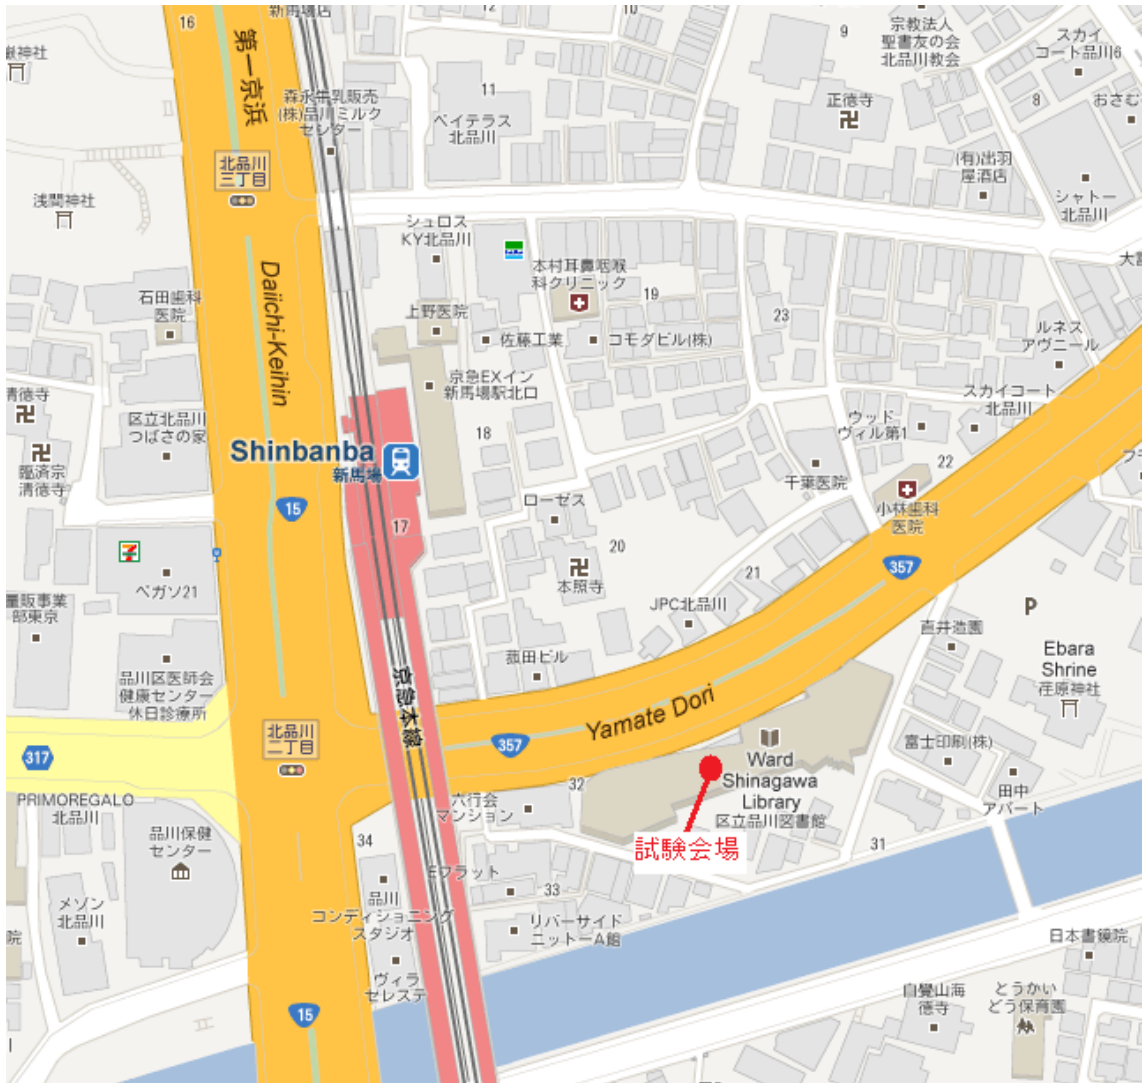 16
新馬場店
12
10
9
宗教法人
聖書友の会
北品川教会
スカイ
コート品川6
第一京浜
11
8
おさむ
森永牛乳販売
(株)品川ミルク
センター
ベイテラス
北品川
正徳寺
北品川
三丁目
(有)出羽
屋酒店
浅間神社
シャトー
北品川
シュロス
KY北品川
本村耳鼻咽喉
科クリニック
Daiichi-Keihin
石田歯科
医院
上野医院
19
23
佐藤工業
コモダビル(株)
ルネス
アヴニール
京急EXイン
新馬場駅北口
スカイコート
北品川
清徳寺
区立北品川
つばさの家
18
ウッド
ヴィル第1
Shinbanba
新馬場
臨済宗
清徳寺
千葉医院
22
15
17
ローゼス
小林歯科
医院
7
20
本照寺
21
357
ペガソ21
JPC北品川
量販事業
部東京
直井造園
P
Ebara
Shrine
荏原神社
品川区医師会
健康センター
休日診療所
菰田ビル
京急本線
Yamate Dori
北品川
二丁目
357
317
富士印刷(株)
Ward
Shinagawa
Library
区立品川図書館
32
田中
アパート
PRIMOREGALO
北品川
六行会
マンション
試験会場
31
品川保健
センター
34
Eフラット
33
メゾン
北品川
品川
コンディショニング
スタジオ
リバーサイド
ニットーA館
日本書鏡院
ヴィラ
セレステ
15
自覺山海
徳寺
とうかい
どう保育園